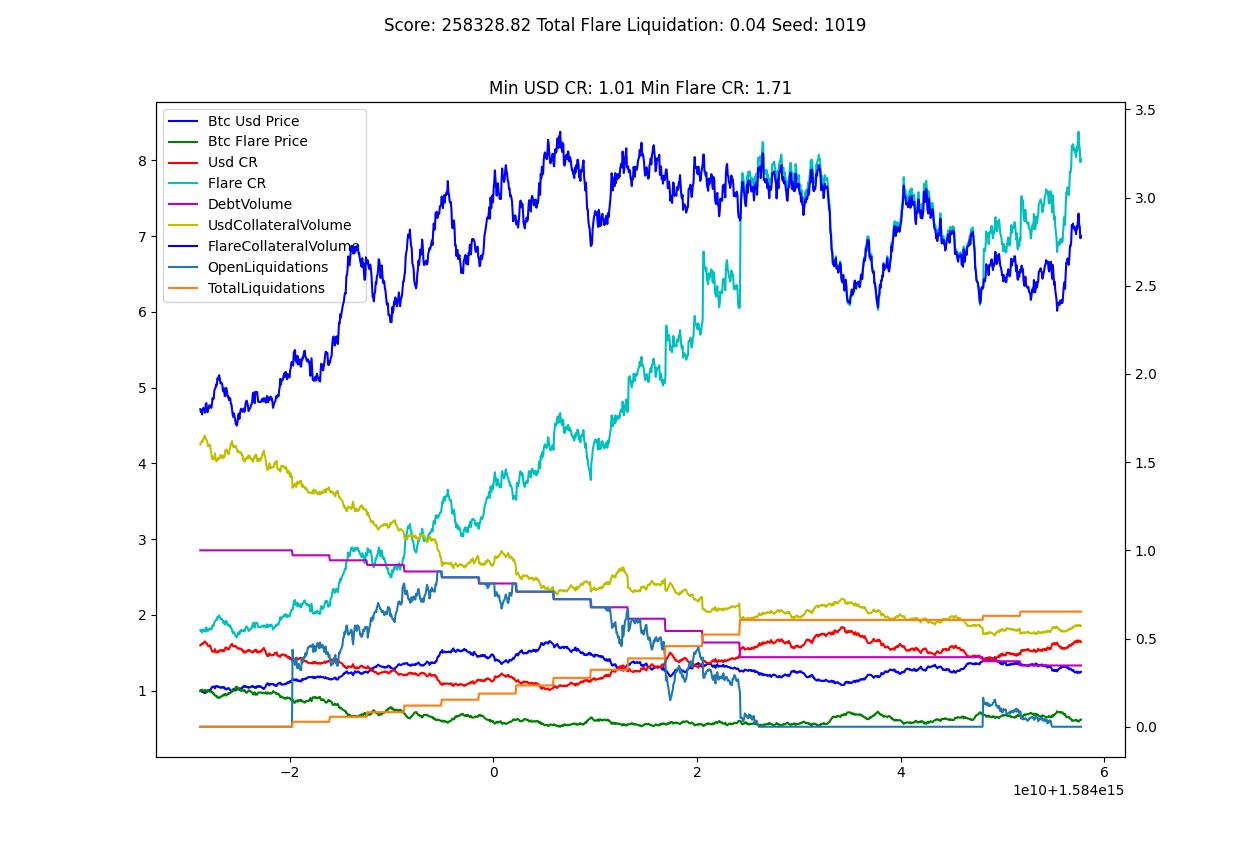 Score: 258328.82 Total Flare Liquidation: 0.04 Seed: 1019
Min USD CR: 1.01 Min Flare CR: 1.71
Btc Usd Price
Btc Flare Price
Usd CR
Flare CR
DebtVolume
UsdCollateralVolume
FlareCollateralVolume
OpenLiquidations
TotalLiquidations
8
7
6
5
4
3
2
1
3.5
3.0
2.5
2.0
1.5
1.0
0.5
0.0
−2 0 2 4 6
1e10+1.584e15